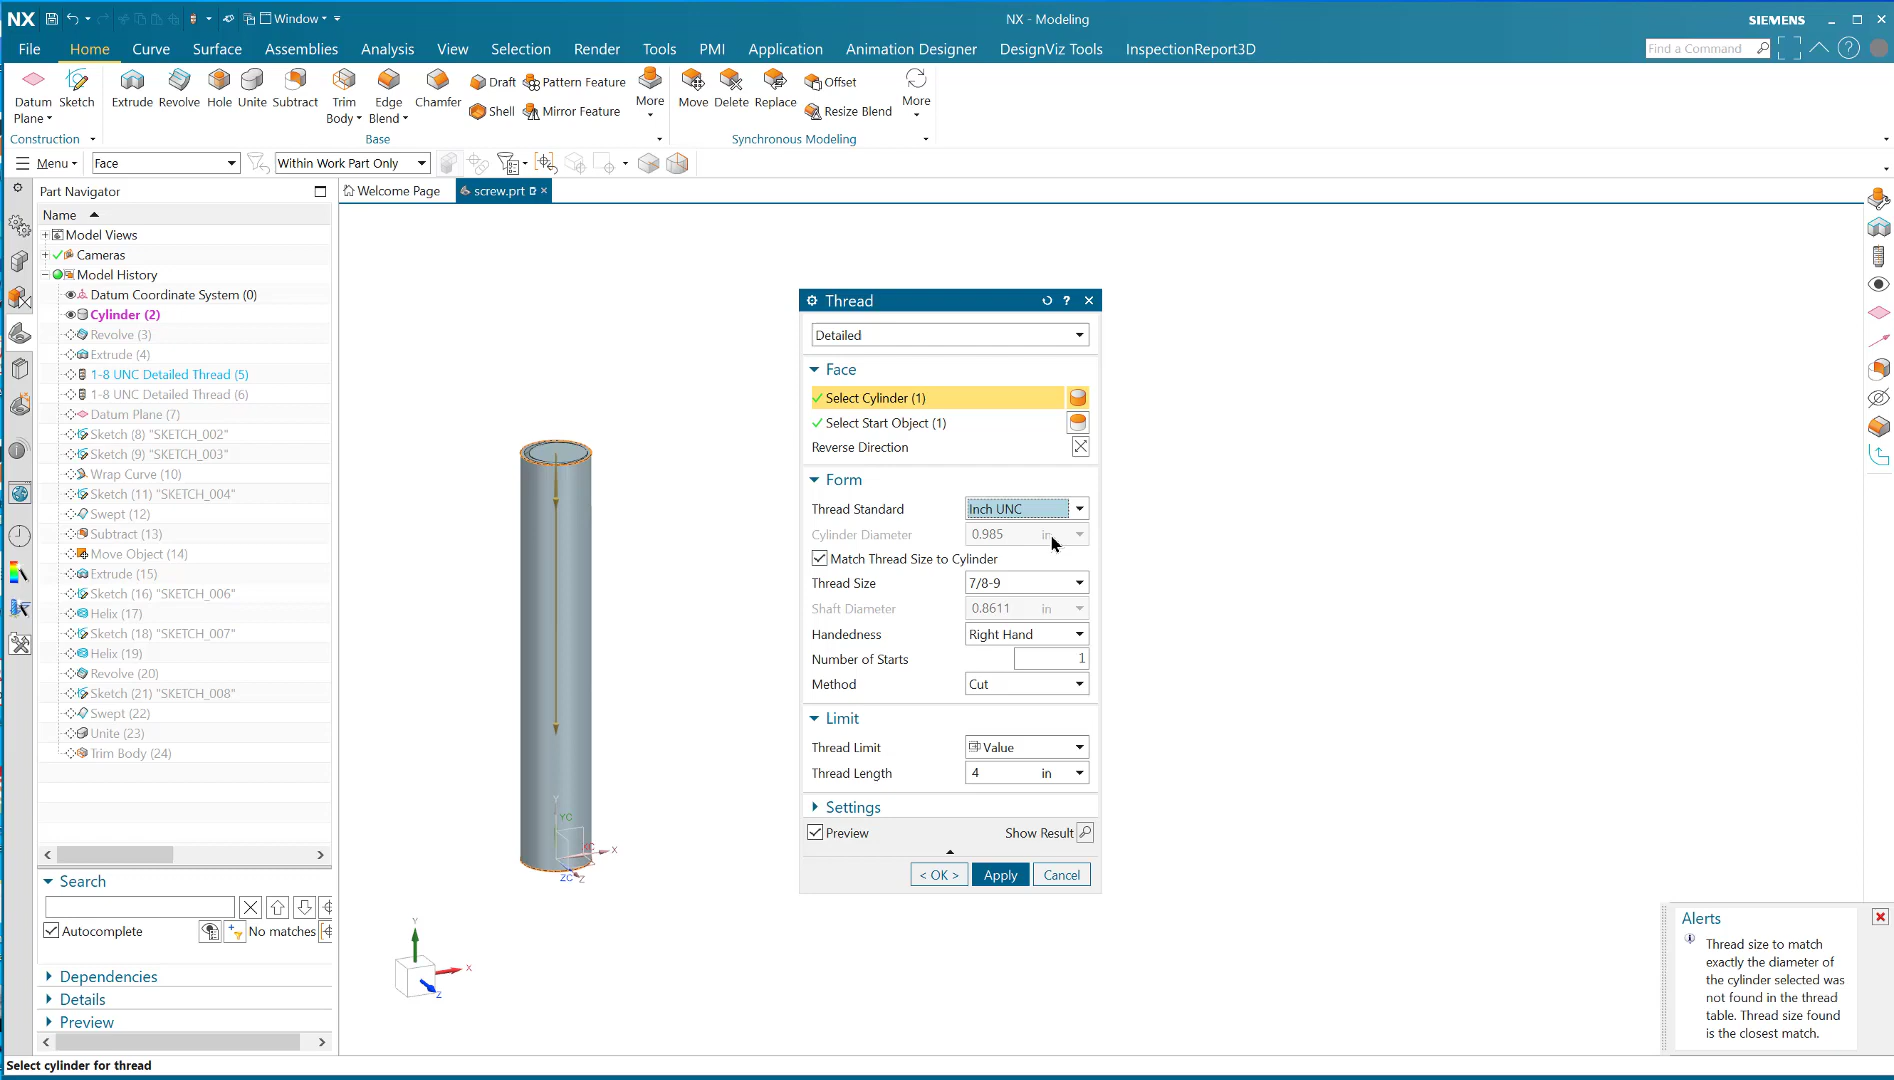 NX
Window
NX - Modeling
SIEMENS
File
Home
Curve
Surface
Assemblies
Analysis
View
Selection
Render
Tools
PMI
Application
Animation Designer
DesignViz Tools
InspectionReport3D
Find a Command
Datum Plane
Sketch
Extrude
Revolve
Hole
Unite
Subtract
Trim Body
Edge Blend
Chamfer
Draft
Pattern Feature
Shell
Mirror Feature
More
Move
Delete
Replace
Offset
Resize Blend
More
Construction
Base
Synchronous Modeling
Menu
Face
Within Work Part Only
Part Navigator
Welcome Page
screw.prt
Name
Model Views
Cameras
Model History
Datum Coordinate System (0)
Cylinder (2)
Revolve (3)
Extrude (4)
1-8 UNC Detailed Thread (5)
1-8 UNC Detailed Thread (6)
Datum Plane (7)
Sketch (8) "SKETCH_002"
Sketch (9) "SKETCH_003"
Wrap Curve (10)
Sketch (11) "SKETCH_004"
Swept (12)
Subtract (13)
Move Object (14)
Extrude (15)
Sketch (16) "SKETCH_006"
Helix (17)
Sketch (18) "SKETCH_007"
Helix (19)
Revolve (20)
Sketch (21) "SKETCH_008"
Swept (22)
Unite (23)
Trim Body (24)
Search
Autocomplete
No matches
Dependencies
Details
Preview
Select cylinder for thread
Y
YC
X
ZC
Z
Y
X
Z
Thread
Detailed
Face
Select Cylinder (1)
Select Start Object (1)
Reverse Direction
Form
Thread Standard
Inch UNC
Cylinder Diameter
0.985 in
Match Thread Size to Cylinder
Thread Size
7/8-9
Shaft Diameter
0.8611 in
Handedness
Right Hand
Number of Starts
1
Method
Cut
Limit
Thread Limit
Value
Thread Length
4 in
Settings
Preview
Show Result
< OK >
Apply
Cancel
Alerts
Thread size to match
exactly the diameter of
the cylinder selected was
not found in the thread
table. Thread size found
is the closest match.